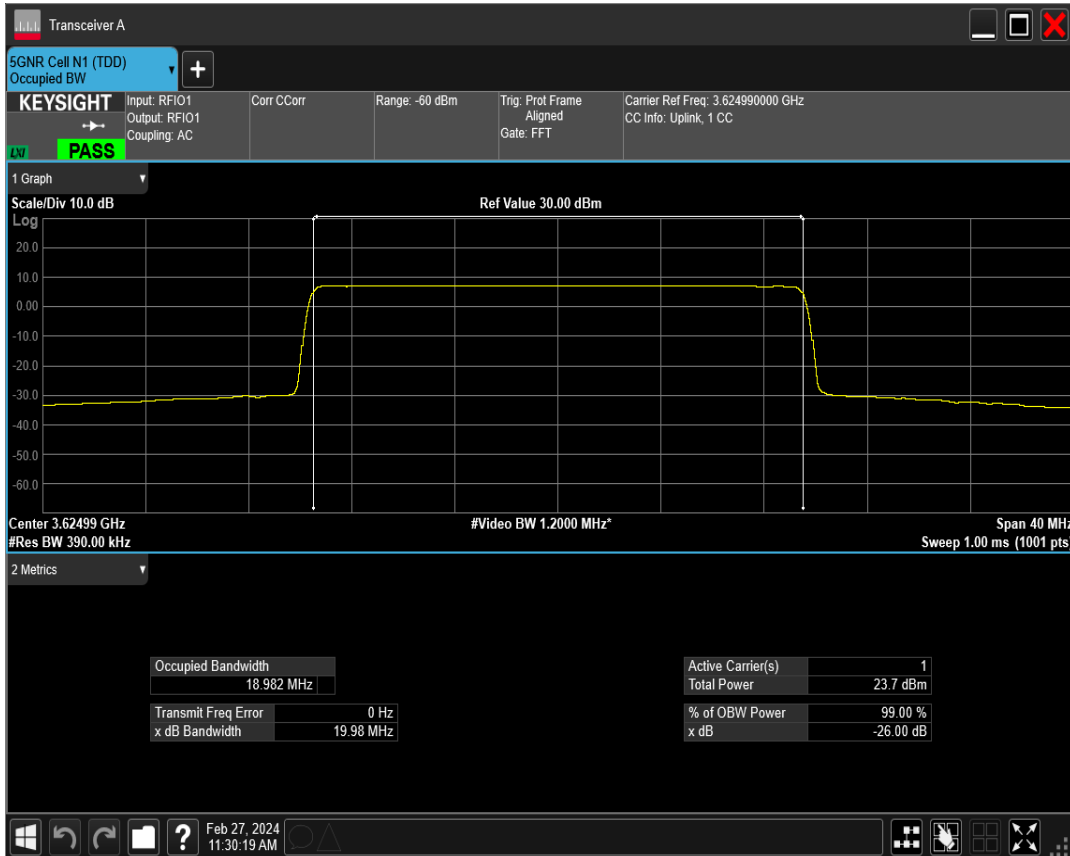 Transceiver A
5GNR Cell N1 (TDD)
Occupied BW
+
KEYSIGHT
LXI
PASS
Input: RFIO1
Output: RFIO1
Coupling: AC
Corr CCorr
Range: -60 dBm
Trig: Prot Frame
Aligned
Gate: FFT
Carrier Ref Freq: 3.624990000 GHz
CC Info: Uplink, 1 CC
1 Graph
Scale/Div 10.0 dB
Ref Value 30.00 dBm
Log
20.0
10.0
0.00
-10.0
-20.0
-30.0
-40.0
-50.0
-60.0
Center 3.62499 GHz
#Video BW 1.2000 MHz*
Span 40 MHz
#Res BW 390.00 kHz
Sweep 1.00 ms (1001 pts)
2 Metrics
Occupied Bandwidth
18.982 MHz
Transmit Freq Error 0 Hz
x dB Bandwidth 19.98 MHz
Active Carrier(s) 1
Total Power 23.7 dBm
% of OBW Power 99.00 %
x dB -26.00 dB
?
Feb 27, 2024
11:30:19 AM